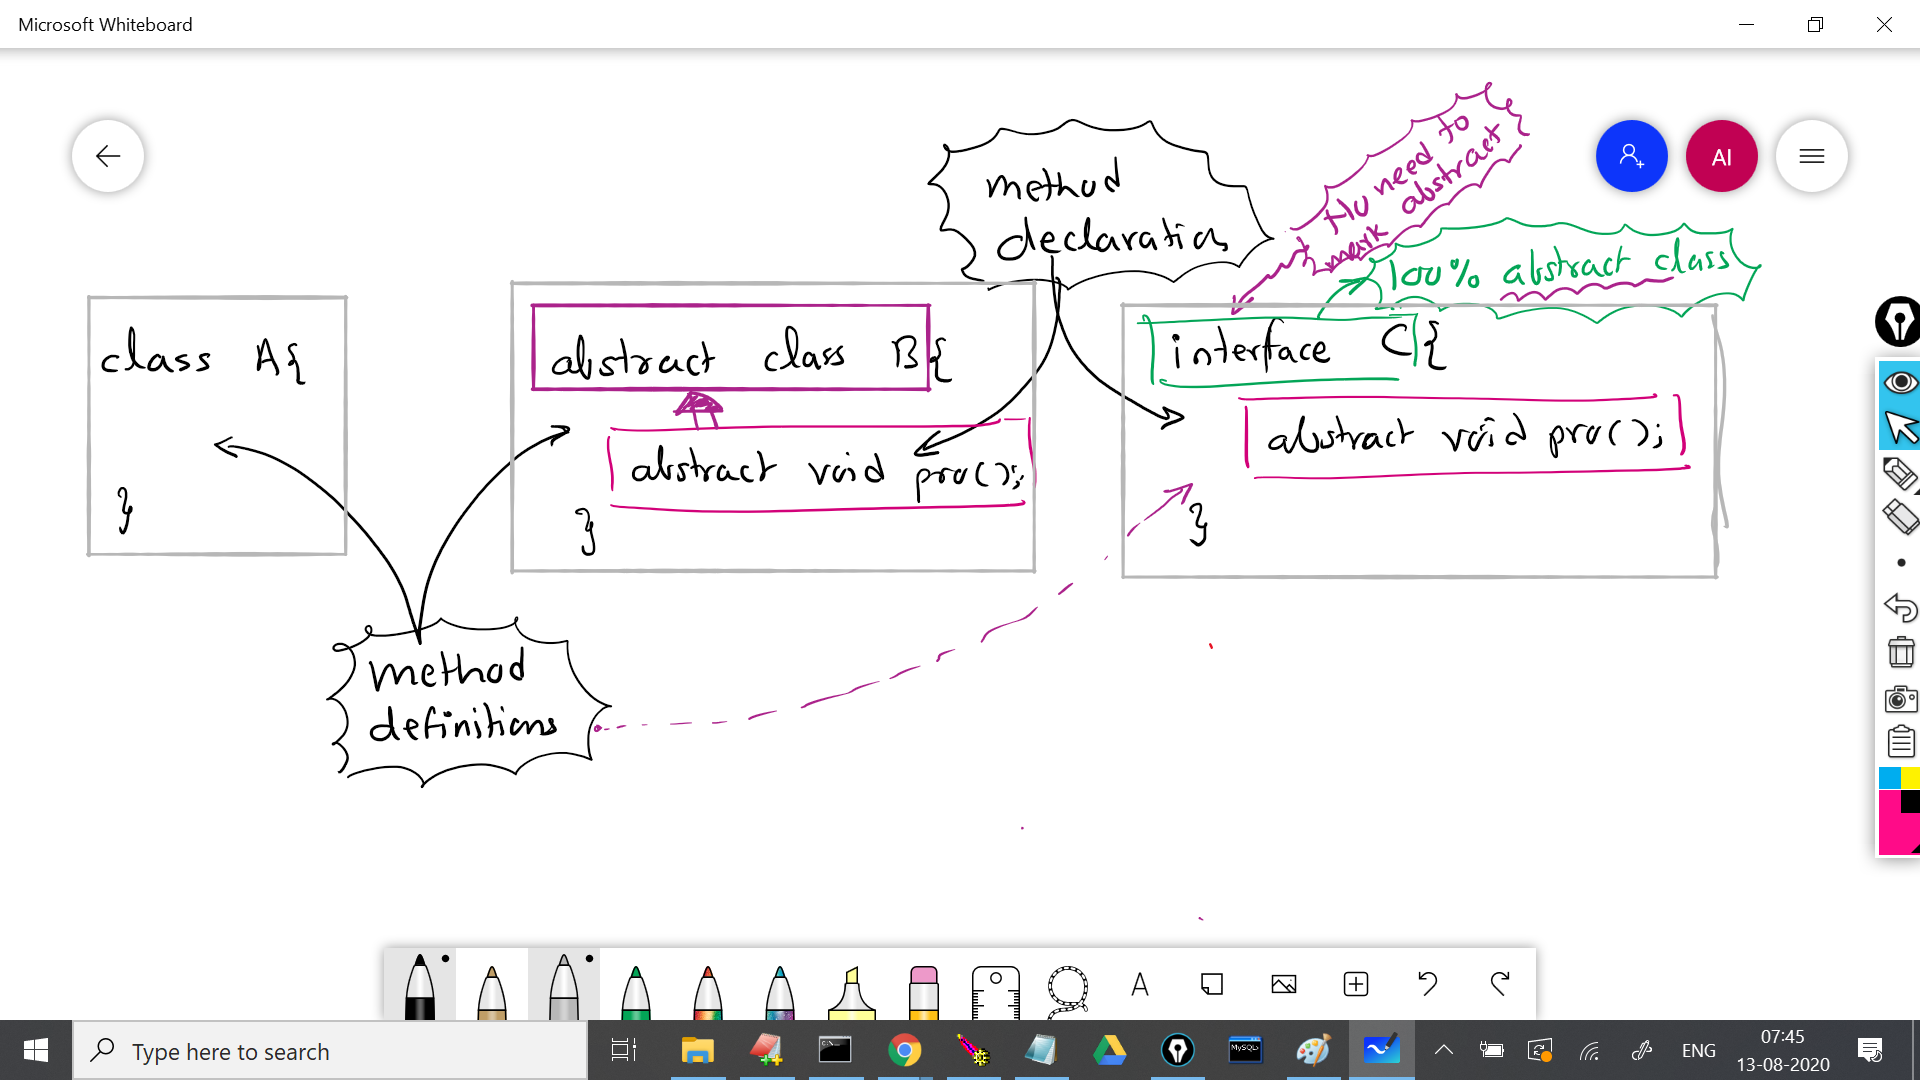 Microsoft Whiteboard
AI
method
declaration
No need to
mark abstract
100% abstract class
class A{
}
abstract class B{
abstract void pro();
}
interface C{
abstract void pro();
}
method
definitions
A
Type here to search
MySQL
ENG
07:45
13-08-2020